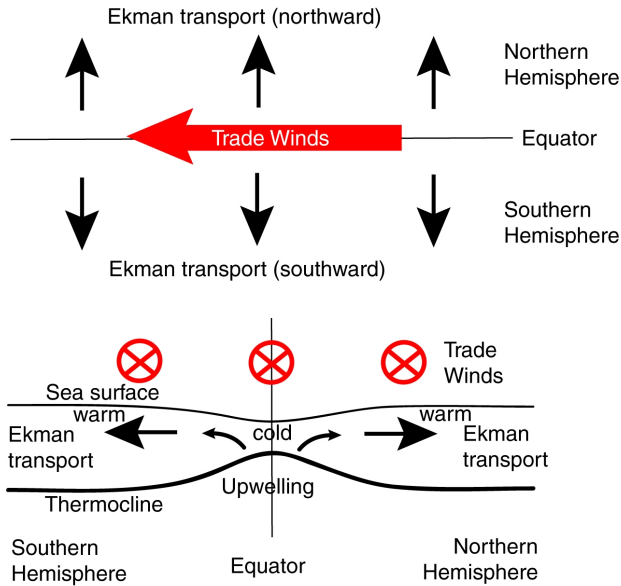 Ekman transport (northward)
Northern
Hemisphere
Trade Winds
Equator
Southern
Hemisphere
Ekman transport (southward)
Trade
Winds
Sea surface
warm
warm
Ekman
transport
cold
Ekman
transport
Upwelling
Thermocline
Southern
Hemisphere
Equator
Northern
Hemisphere